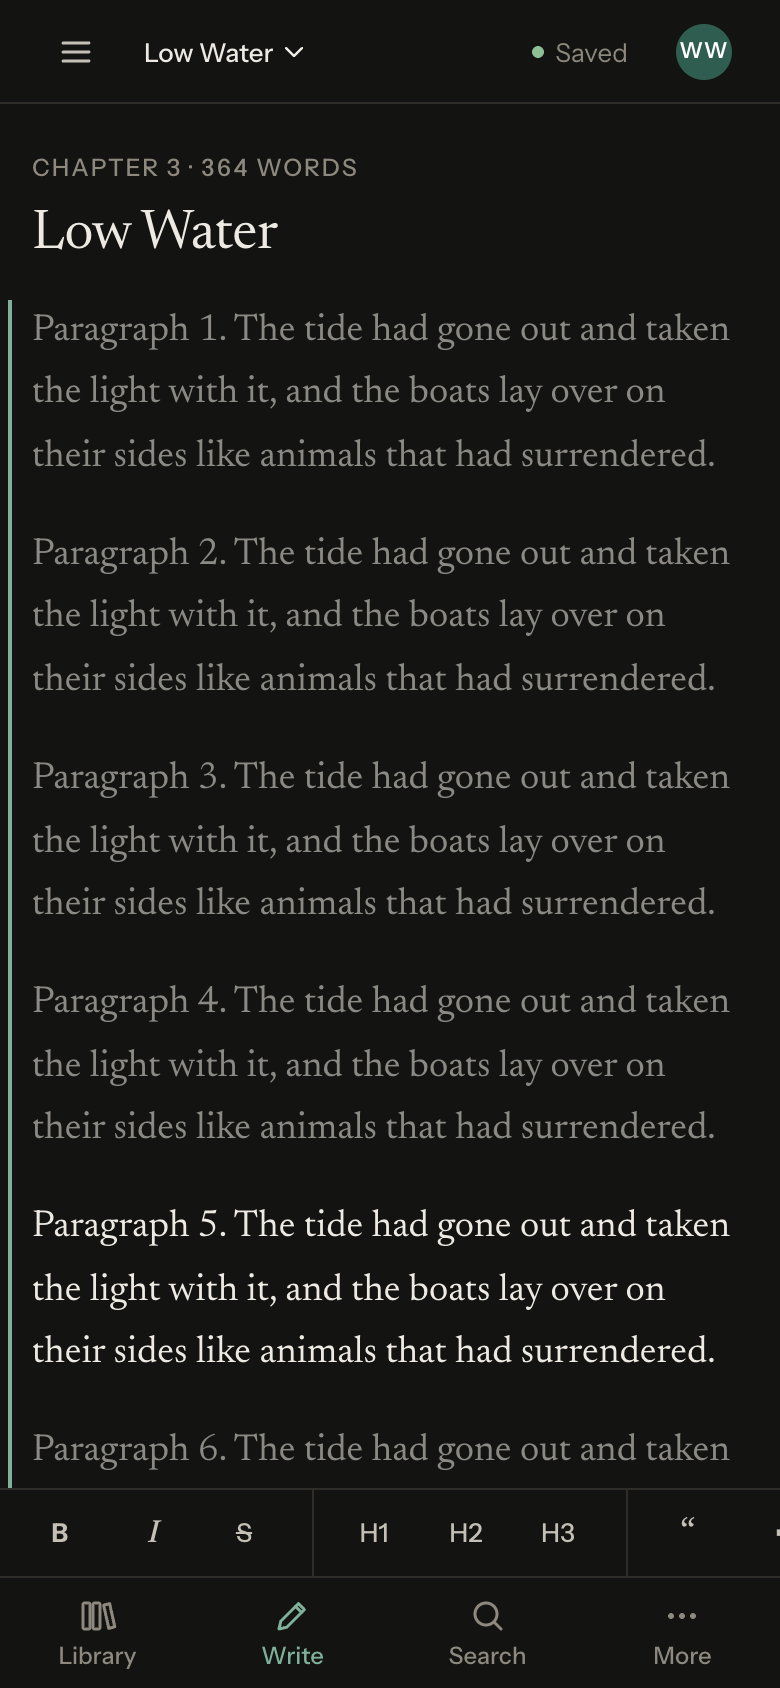 Low Water
Saved
WW
CHAPTER 3 · 364 WORDS
Low Water
Paragraph 1. The tide had gone out and taken
the light with it, and the boats lay over on
their sides like animals that had surrendered.
Paragraph 2. The tide had gone out and taken
the light with it, and the boats lay over on
their sides like animals that had surrendered.
Paragraph 3. The tide had gone out and taken
the light with it, and the boats lay over on
their sides like animals that had surrendered.
Paragraph 4. The tide had gone out and taken
the light with it, and the boats lay over on
their sides like animals that had surrendered.
Paragraph 5. The tide had gone out and taken
the light with it, and the boats lay over on
their sides like animals that had surrendered.
Paragraph 6. The tide had gone out and taken
B I S H1 H2 H3 “
Library Write Search More